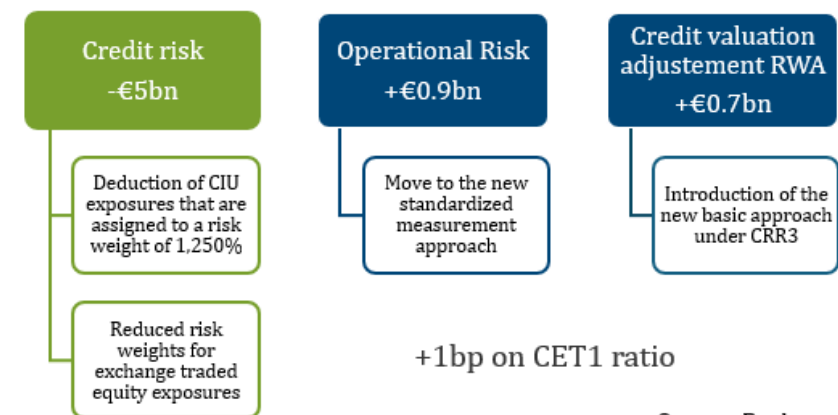 Credit risk
-€5bn
Operational Risk
+€0.9bn
Credit valuation
adjustement RWA
+€0.7bn
Deduction of CIU
exposures that are
assigned to a risk
weight of 1,250%
Move to the new
standardized
measurement
approach
Introduction of the
new basic approach
under CRR3
Reduced risk
weights for
exchange traded
equity exposures
+1bp on CET1 ratio